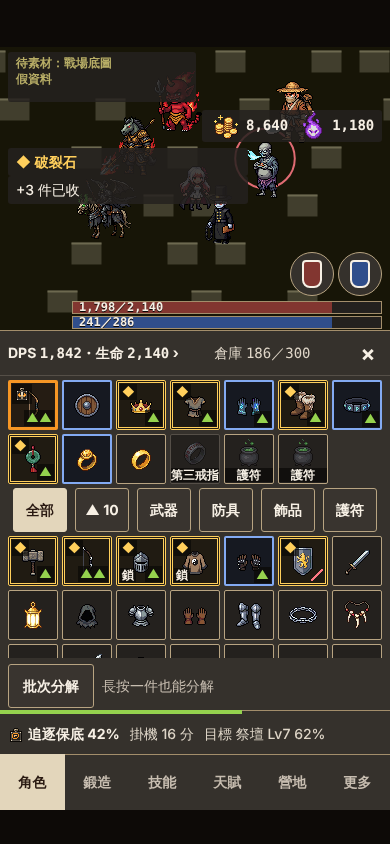 待素材：戰場底圖
假資料
8,640 1,180
◆ 破裂石
+3 件已收
1,798／2,140
241／286
DPS 1,842・生命 2,140 ›
倉庫 186／300
×
第三戒指 護符 護符
全部 ▲ 10 武器 防具 飾品 護符
鎖 鎖
批次分解 長按一件也能分解
追逐保底 42% 掛機 16 分 目標 祭壇 Lv7 62%
角色 鍛造 技能 天賦 營地 更多